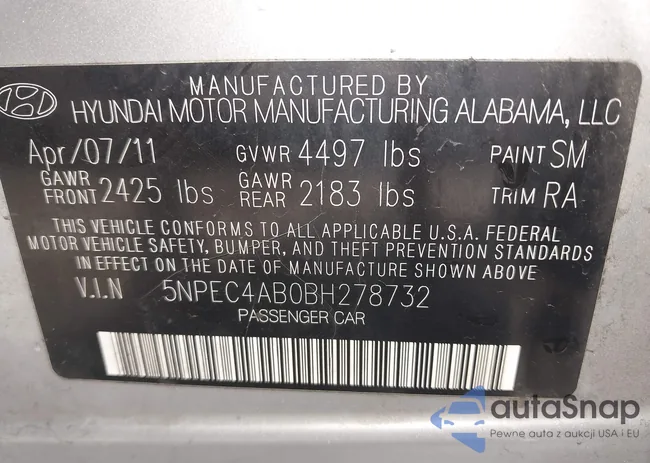 MANUFACTURED BY
HYUNDAI MOTOR MANUFACTURING ALABAMA, LLC
Apr/07/11 GVWR 4497 lbs PAINT SM
GAWR FRONT 2425 lbs GAWR REAR 2183 lbs TRIM RA
THIS VEHICLE CONFORMS TO ALL APPLICABLE U.S.A. FEDERAL
MOTOR VEHICLE SAFETY, BUMPER, AND THEFT PREVENTION STANDARDS
IN EFFECT ON THE DATE OF MANUFACTURE SHOWN ABOVE
V.I.N 5NPEC4AB0BH278732
PASSENGER CAR
autaSnap
Pewne auta z aukcji USA i EU